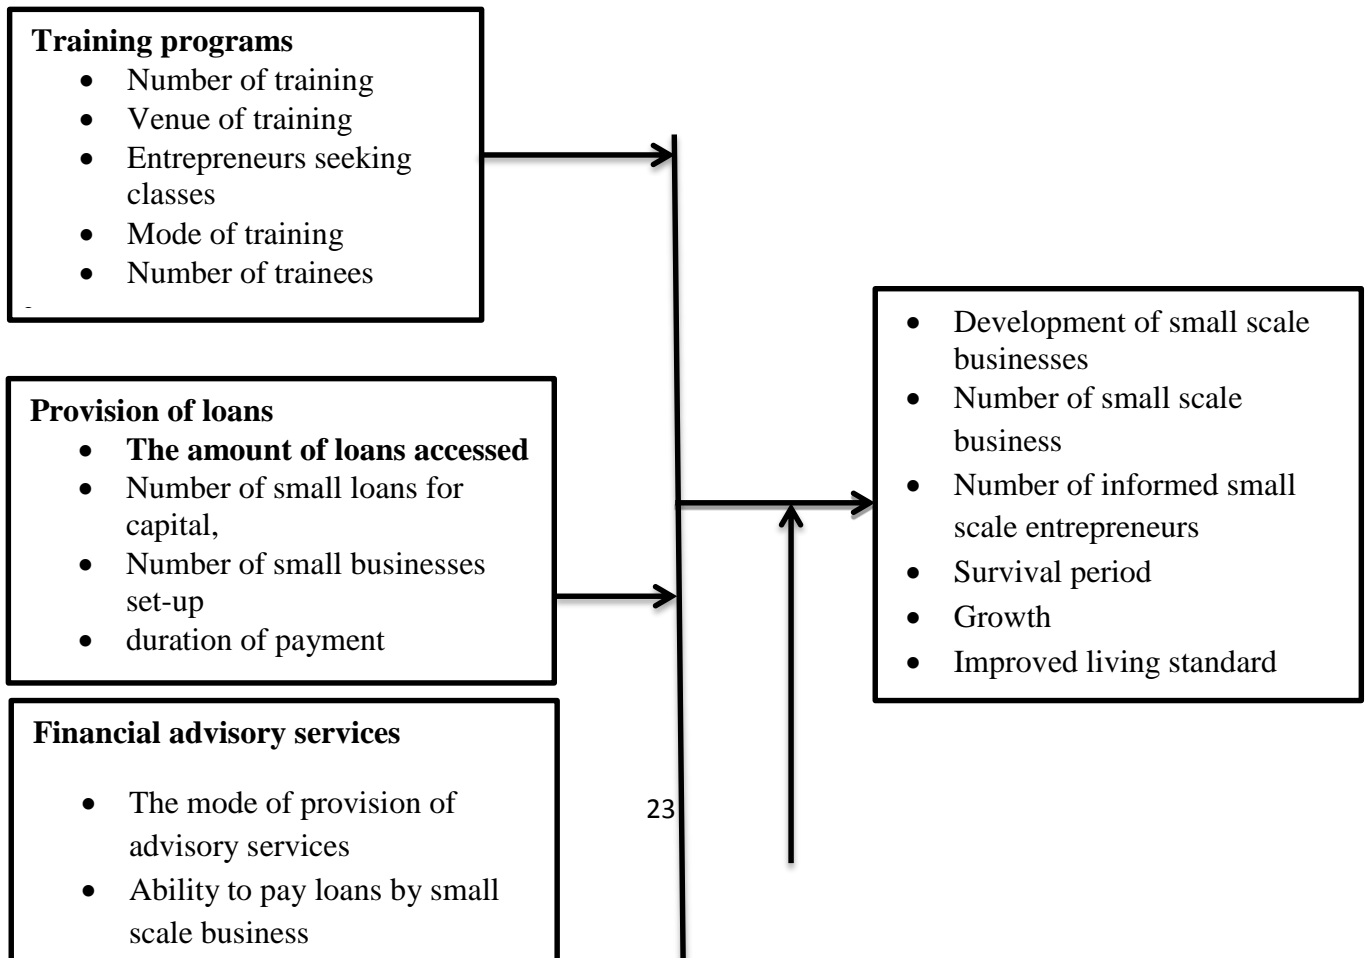 Training programs
• Number of training
• Venue of training
• Entrepreneurs seeking
classes
• Mode of training
• Number of trainees
Provision of loans
• The amount of loans accessed
• Number of small loans for
capital,
• Number of small businesses
set-up
• duration of payment
Financial advisory services
• The mode of provision of
advisory services
• Ability to pay loans by small
scale business
23
• Development of small scale
businesses
• Number of small scale
business
• Number of informed small
scale entrepreneurs
• Survival period
• Growth
• Improved living standard